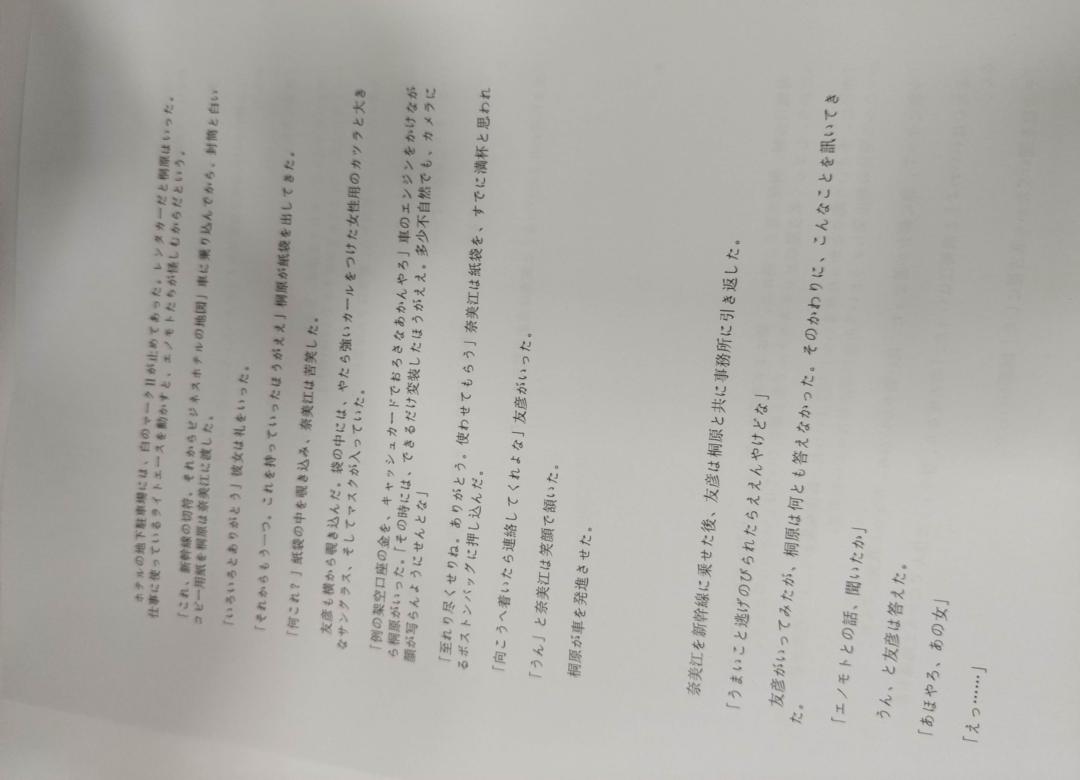 ホテルの地下駐車場には、白のマークⅡが止めてあった。レンタカーだと桐原はいった。
仕事に使っているライトエースを動かすと、エノモトたちが怪しむからだという。
「これ、新幹線の切符、それからビジネスホテルの地図」車に乗り込んでから、封筒と白い
コピー用紙を桐原は奈美江に渡した。
「いろいろとありがとう」彼女は礼をいった。
「それからもう一つ。これを持っていったほうがええ」桐原が紙袋を出してきた。
「何これ？」紙袋の中を覗き込み、奈美江は苦笑した。
友彦も横から覗き込んだ。袋の中には、やたら強いカールをつけた女性用のカツラと大き
なサングラス、そしてマスクが入っていた。
「例の架空口座の金を、キャッシュカードでおろさなあかんやろ」車のエンジンをかけなが
ら桐原がいった。「その時には、できるだけ変装したほうがええ。多少不自然でも、カメラに
顔が写らんようにせんとな」
「至れり尽くせりね。ありがとう。使わせてもらう」奈美江は紙袋を、すでに満杯と思われ
るボストンバッグに押し込んだ。
「向こうへ着いたら連絡してくれよな」友彦がいった。
「うん」と奈美江は笑顔で頷いた。
桐原が車を発進させた。
奈美江を新幹線に乗せた後、友彦は桐原と共に事務所に引き返した。
「うまいこと逃げのびられたらええんやけどな」
友彦がいってみたが、桐原は何とも答えなかった。そのかわりに、こんなことを訊いてき
た。
「エノモトとの話、聞いたか」
うん、と友彦は答えた。
「あほやろ、あの女」
「えっ……」